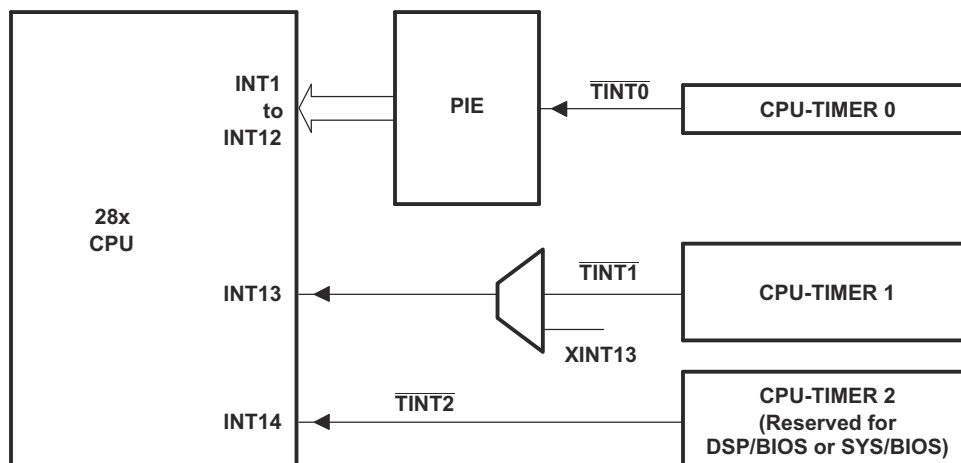 INT1
to
INT12
PIE
TINT0
CPU-TIMER 0
28x
CPU
INT13
TINT1
CPU-TIMER 1
XINT13
INT14
TINT2
CPU-TIMER 2
(Reserved for
DSP/BIOS or SYS/BIOS)